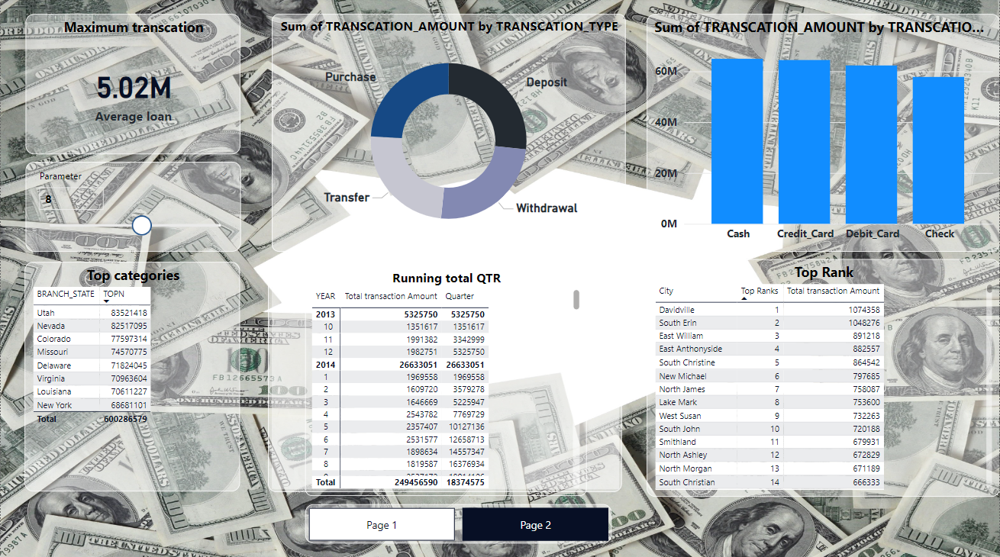 Maximum transcation
5.02M
Average loan
Parameter
8
Sum of TRANSCATION_AMOUNT by TRANSCATION_TYPE
Purchase
Deposit
Transfer
Withdrawal
Sum of TRANSCATION_AMOUNT by TRANSCATIO...
60M
40M
20M
0M
Cash Credit_Card Debit_Card Check
Top categories
BRANCH_STATE TOPN
Utah 83521418
Nevada 82517095
Colorado 77597314
Missouri 74570775
Delaware 71824045
Virginia 70963604
Louisiana 70611227
New York 68681101
Total 600286579
Running total QTR
YEAR Total transaction Amount Quarter
2013 5325750 5325750
10 1351617 1351617
11 1991382 3342999
12 1982751 5325750
2014 26633051 26633051
1 1969558 1969558
2 1609720 3579278
3 1646669 5225947
4 2543782 7769729
5 2357407 10127136
6 2531577 12658713
7 1898634 14557347
8 1819587 16376934
Total 249456590 18374575
Top Rank
City Top Ranks Total transaction Amount
Davidville 1 1074358
South Erin 2 1048276
East William 3 891218
East Anthonyside 4 882557
South Christine 5 864542
New Michael 6 797685
North James 7 758087
Lake Mark 8 753600
West Susan 9 732263
South John 10 720188
Smithland 11 679931
North Ashley 12 672829
North Morgan 13 671189
South Christian 14 666333
Page 1
Page 2